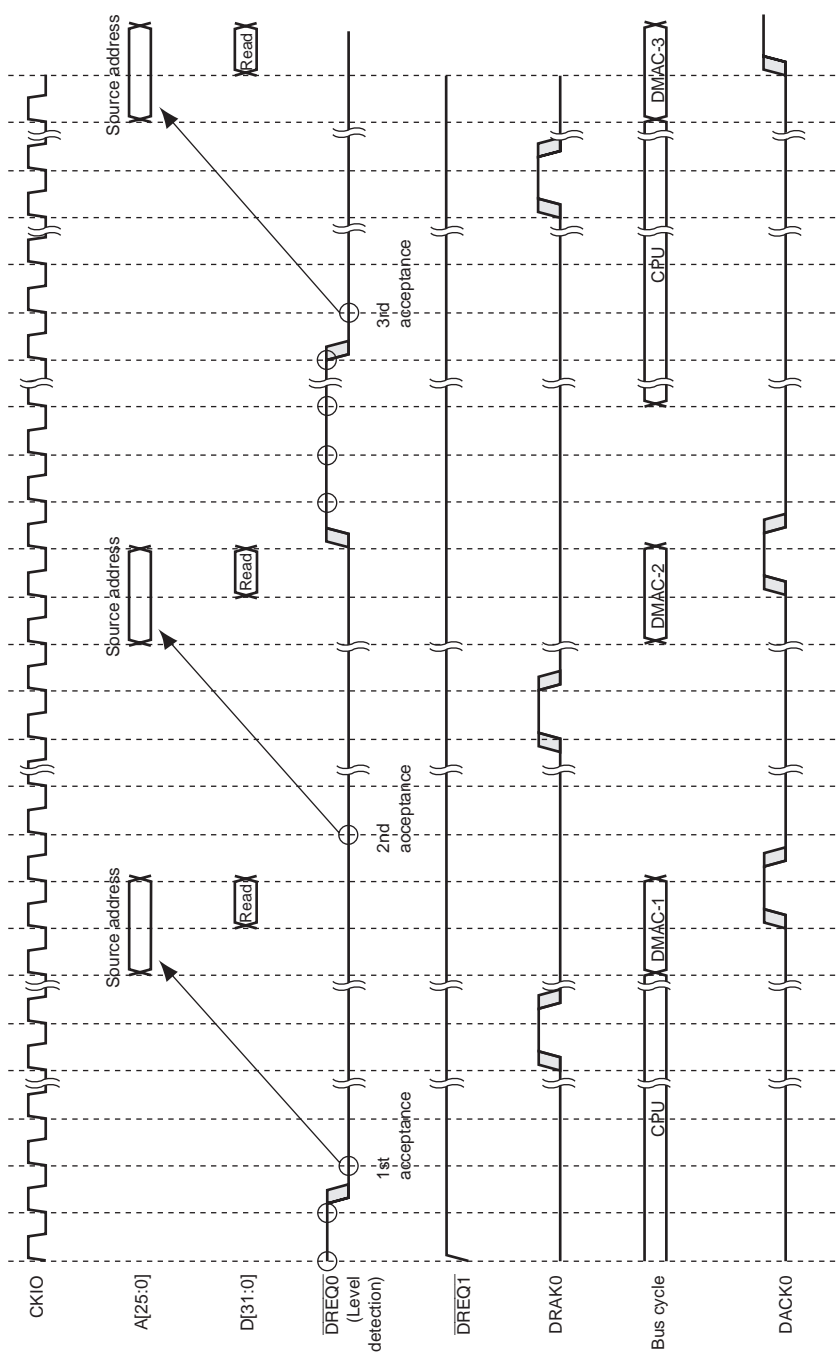 CKIO
A[25:0]
Source address
Source address
Source address
D[31:0]
Read
Read
Read
DREQ0
(Level
detection)
1st
acceptance
2nd
acceptance
3rd
acceptance
DREQ1
DRAK0
Bus cycle
CPU
DMAC-1
DMAC-2
CPU
DMAC-3
DACK0